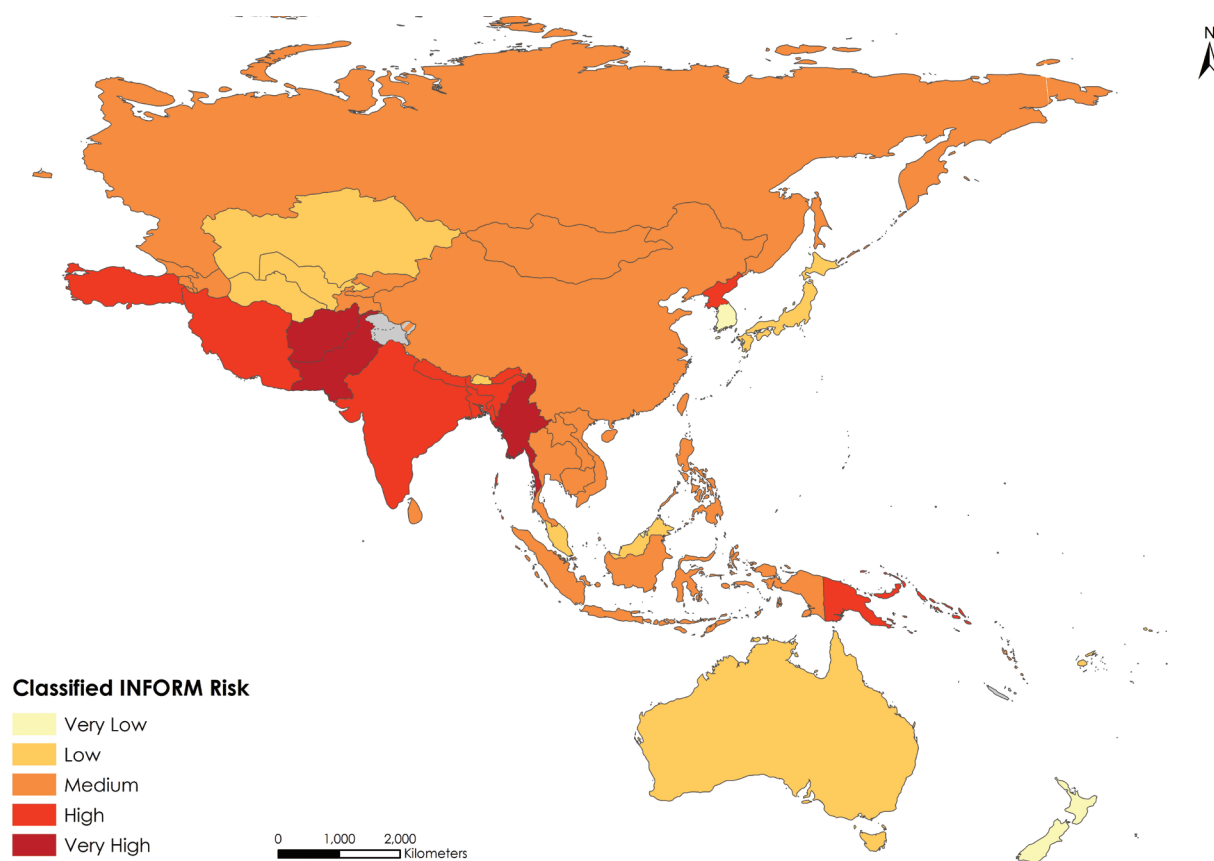 N
Classified INFORM Risk
Very Low
Low
Medium
High
Very High
0 1,000 2,000
Kilometers